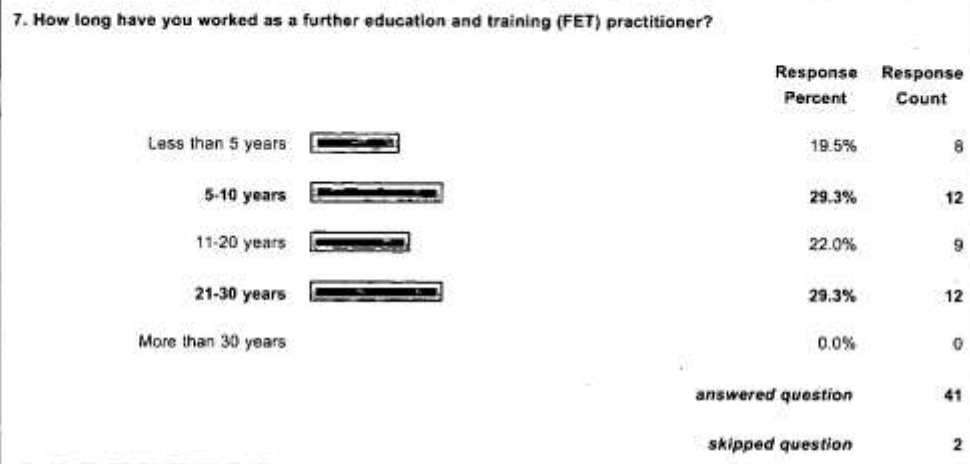 7. How long have you worked as a further education and training (FET) practitioner?
Response Response
Percent Count
Less than 5 years 19.5% 8
5-10 years 29.3% 12
11-20 years 22.0% 9
21-30 years 29.3% 12
More than 30 years 0.0% 0
answered question 41
skipped question 2